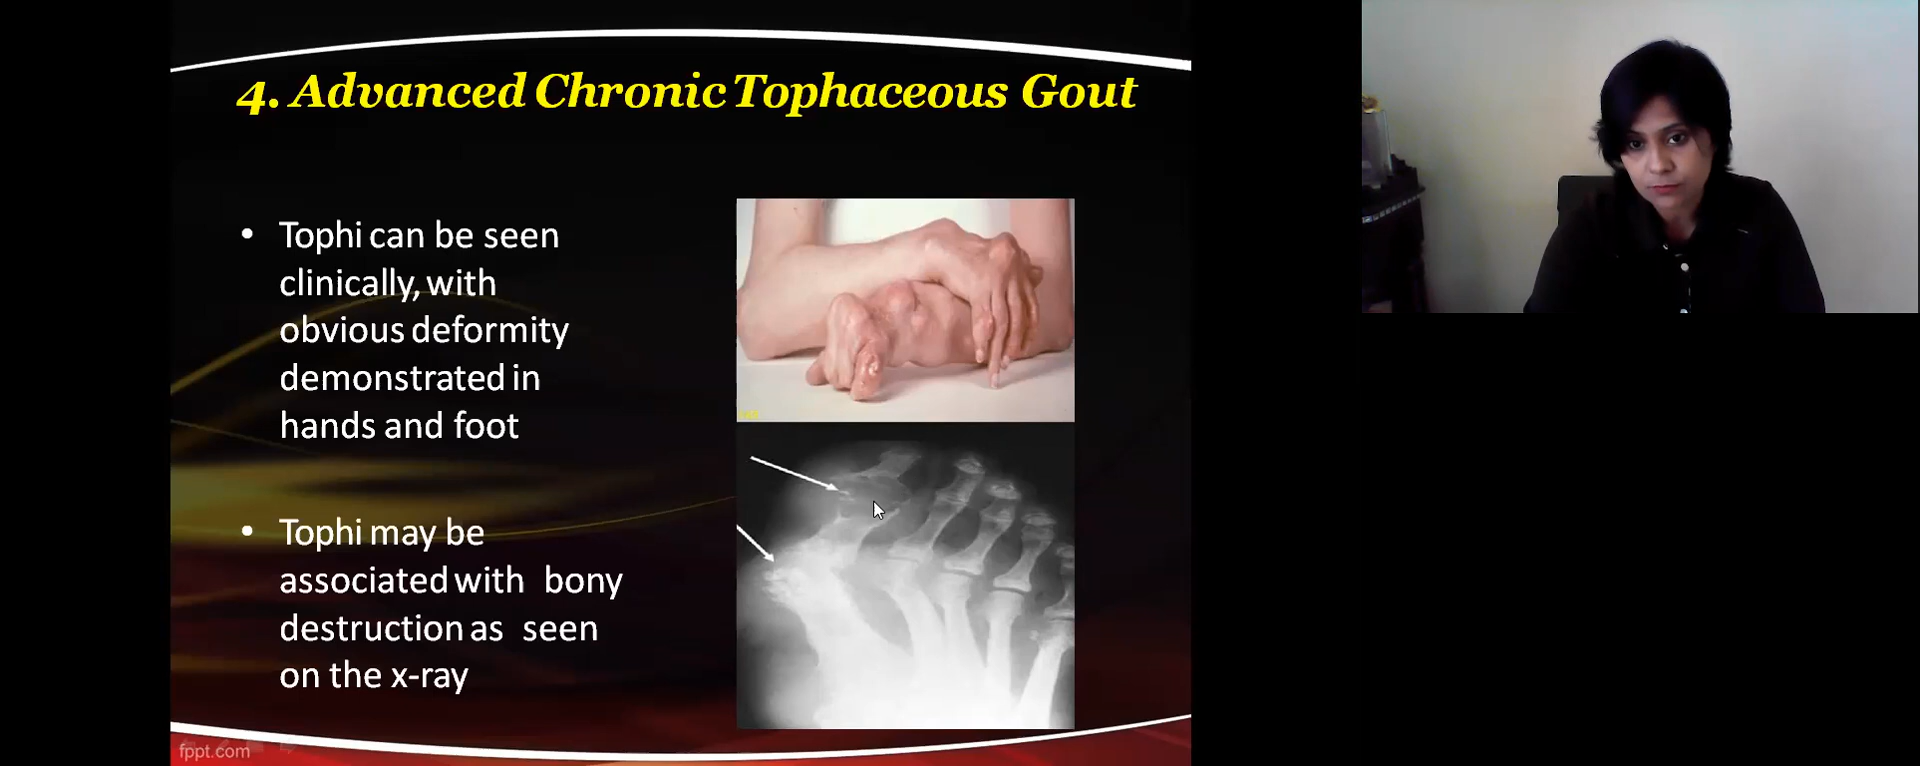 4. Advanced Chronic Tophaceous Gout
• Tophi can be seen
clinically, with
obvious deformity
demonstrated in
hands and foot
• Tophi may be
associated with bony
destruction as seen
on the x-ray
fppt.com